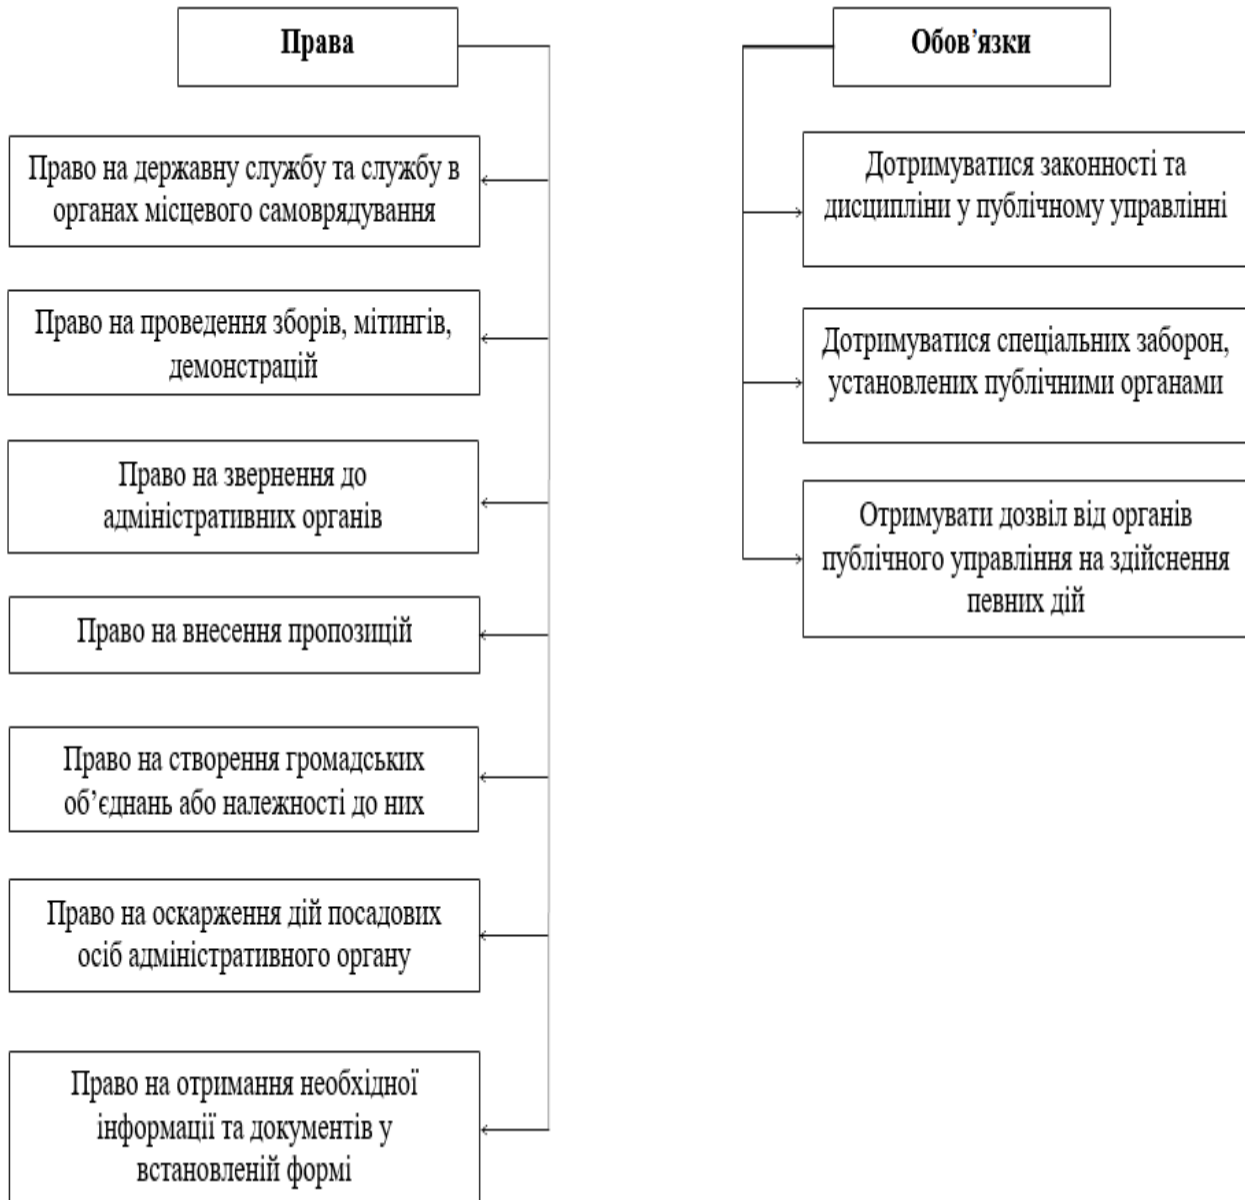 Права
Право на державну службу та службу в
органах місцевого самоврядування
Право на проведення зборів, мітингів,
демонстрацій
Право на звернення до
адміністративних органів
Право на внесення пропозицій
Право на створення громадських
об’єднань або належності до них
Право на оскарження дій посадових
осіб адміністративного органу
Право на отримання необхідної
інформації та документів у
встановленій формі
Обов’язки
Дотримуватися законності та
дисципліни у публічному управлінні
Дотримуватися спеціальних заборон,
установлених публічними органами
Отримувати дозвіл від органів
публічного управління на здійснення
певних дій